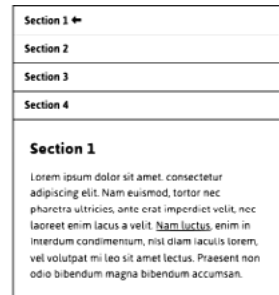 Section 1 🡸
Section 2
Section 3
Section 4
Section 1
Lorem ipsum dolor sit amet. consectetur
adipiscing elit. Nam euismod, tortor nec
pharetra ultricies, ante erat imperdiet velit, nec
laoreet enim lacus a velit. Nam luctus, enim in
interdum condimentum, nisl diam iaculis lorem,
vel volutpat mi leo sit amet lectus. Praesent non
odio bibendum magna bibendum accumsan.